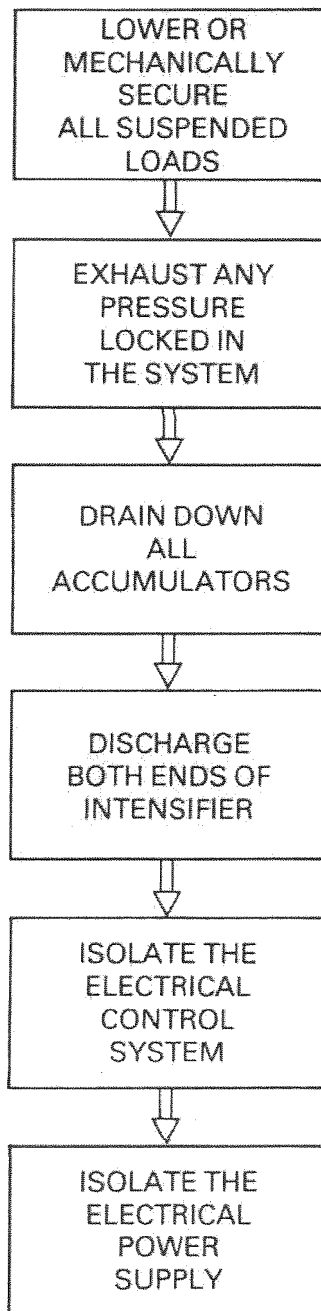 LOWER OR
MECHANICALLY
SECURE
ALL SUSPENDED
LOADS
EXHAUST ANY
PRESSURE
LOCKED IN
THE SYSTEM
DRAIN DOWN
ALL
ACCUMULATORS
DISCHARGE
BOTH ENDS OF
INTENSIFIER
ISOLATE THE
ELECTRICAL
CONTROL
SYSTEM
ISOLATE THE
ELECTRICAL
POWER
SUPPLY